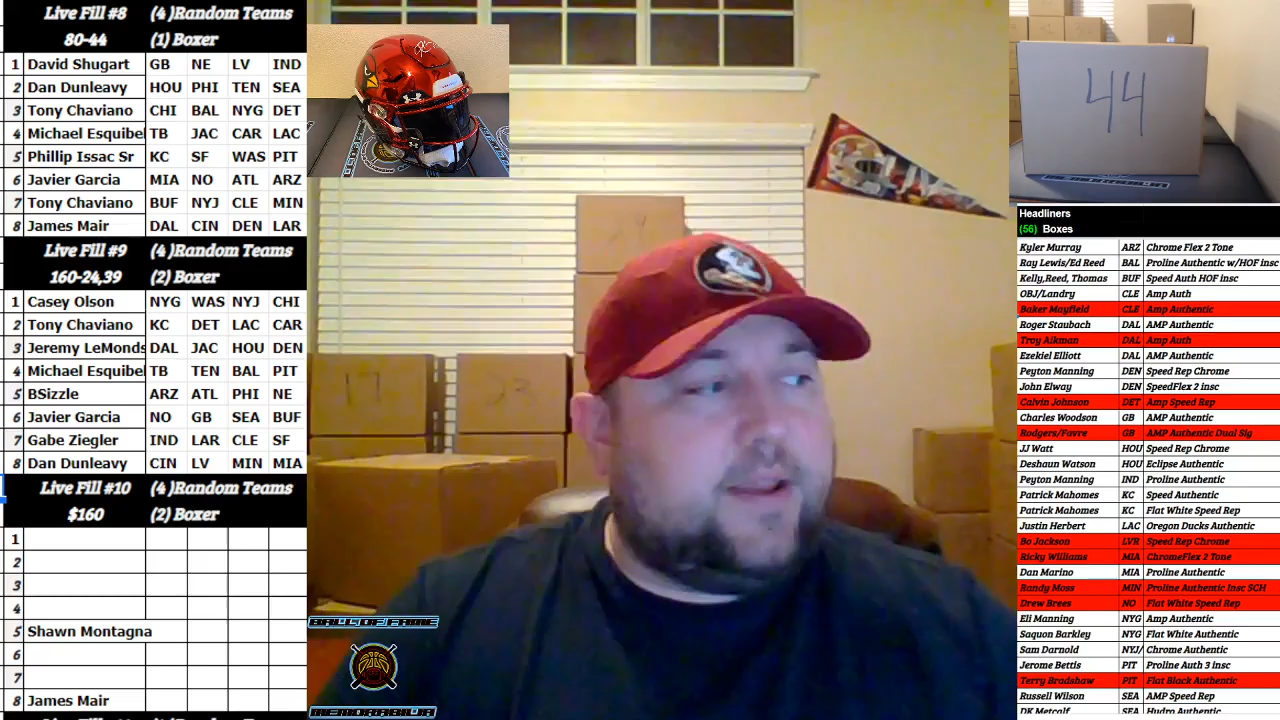 Live Fill #8 (4 )Random Teams
80-44 (1) Boxer
1 David Shugart GB NE LV IND
2 Dan Dunleavy HOU PHI TEN SEA
3 Tony Chaviano CHI BAL NYG DET
4 Michael Esquibel TB JAC CAR LAC
5 Phillip Issac Sr KC SF WAS PIT
6 Javier Garcia MIA NO ATL ARZ
7 Tony Chaviano BUF NYJ CLE MIN
8 James Mair DAL CIN DEN LAR
Live Fill #9 (4 )Random Teams
160-24,39 (2) Boxer
1 Casey Olson NYG WAS NYJ CHI
2 Tony Chaviano KC DET LAC CAR
3 Jeremy LeMonds DAL JAC HOU DEN
4 Michael Esquibel TB TEN BAL PIT
5 BSizzle ARZ ATL PHI NE
6 Javier Garcia NO GB SEA BUF
7 Gabe Ziegler IND LAR CLE SF
8 Dan Dunleavy CIN LV MIN MIA
Live Fill #10 (4 )Random Teams
$160 (2) Boxer
1
2
3
4
5 Shawn Montagna
6
7
8 James Mair
BALL OF FAME
MEMORABILIA
44
Headliners
(56) Boxes
Kyler Murray ARZ Chrome Flex 2 Tone
Ray Lewis/Ed Reed BAL Proline Authentic w/HOF insc
Kelly,Reed, Thomas BUF Speed Auth HOF insc
OBJ/Landry CLE Amp Auth
Baker Mayfield CLE Amp Authentic
Roger Staubach DAL AMP Authentic
Troy Aikman DAL Amp Auth
Ezekiel Elliott DAL AMP Authentic
Peyton Manning DEN Speed Rep Chrome
John Elway DEN SpeedFlex 2 insc
Calvin Johnson DET Amp Speed Rep
Charles Woodson GB AMP Authentic
Rodgers/Favre GB AMP Authentic Dual Sig
JJ Watt HOU Speed Rep Chrome
Deshaun Watson HOU Eclipse Authentic
Peyton Manning IND Proline Authentic
Patrick Mahomes KC Speed Authentic
Patrick Mahomes KC Flat White Speed Rep
Justin Herbert LAC Oregon Ducks Authentic
Bo Jackson LVR Speed Rep Chrome
Ricky Williams MIA ChromeFlex 2 Tone
Dan Marino MIA Proline Authentic
Randy Moss MIN Proline Authentic Insc SCH
Drew Brees NO Flat White Speed Rep
Eli Manning NYG Amp Authentic
Saquon Barkley NYG Flat White Authentic
Sam Darnold NYJ/ Chrome Authentic
Jerome Bettis PIT Proline Auth 3 insc
Terry Bradshaw PIT Flat Black Authentic
Russell Wilson SEA AMP Speed Rep
DK Metcalf SEA Hydro Authentic